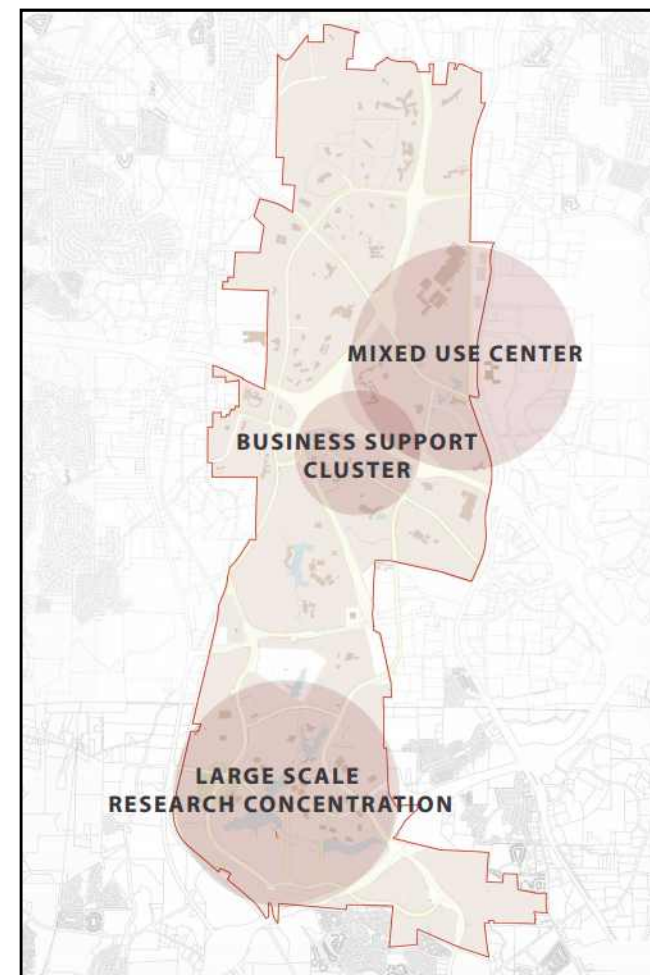 MIXED USE CENTER
BUSINESS SUPPORT
CLUSTER
LARGE SCALE
RESEARCH CONCENTRATION